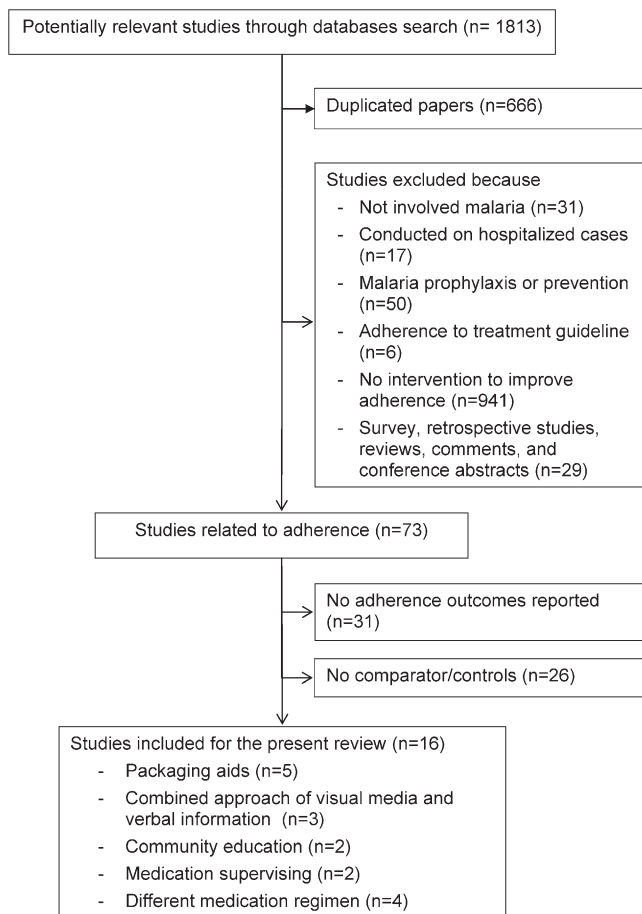 Potentially relevant studies through databases search (n= 1813)
Duplicated papers (n=666)
Studies excluded because
- Not involved malaria (n=31)
- Conducted on hospitalized cases
(n=17)
- Malaria prophylaxis or prevention
(n=50)
- Adherence to treatment guideline
(n=6)
- No intervention to improve
adherence (n=941)
- Survey, retrospective studies,
reviews, comments, and
conference abstracts (n=29)
Studies related to adherence (n=73)
No adherence outcomes reported
(n=31)
No comparator/controls (n=26)
Studies included for the present review (n=16)
- Packaging aids (n=5)
- Combined approach of visual media and
verbal information (n=3)
- Community education (n=2)
- Medication supervising (n=2)
- Different medication regimen (n=4)